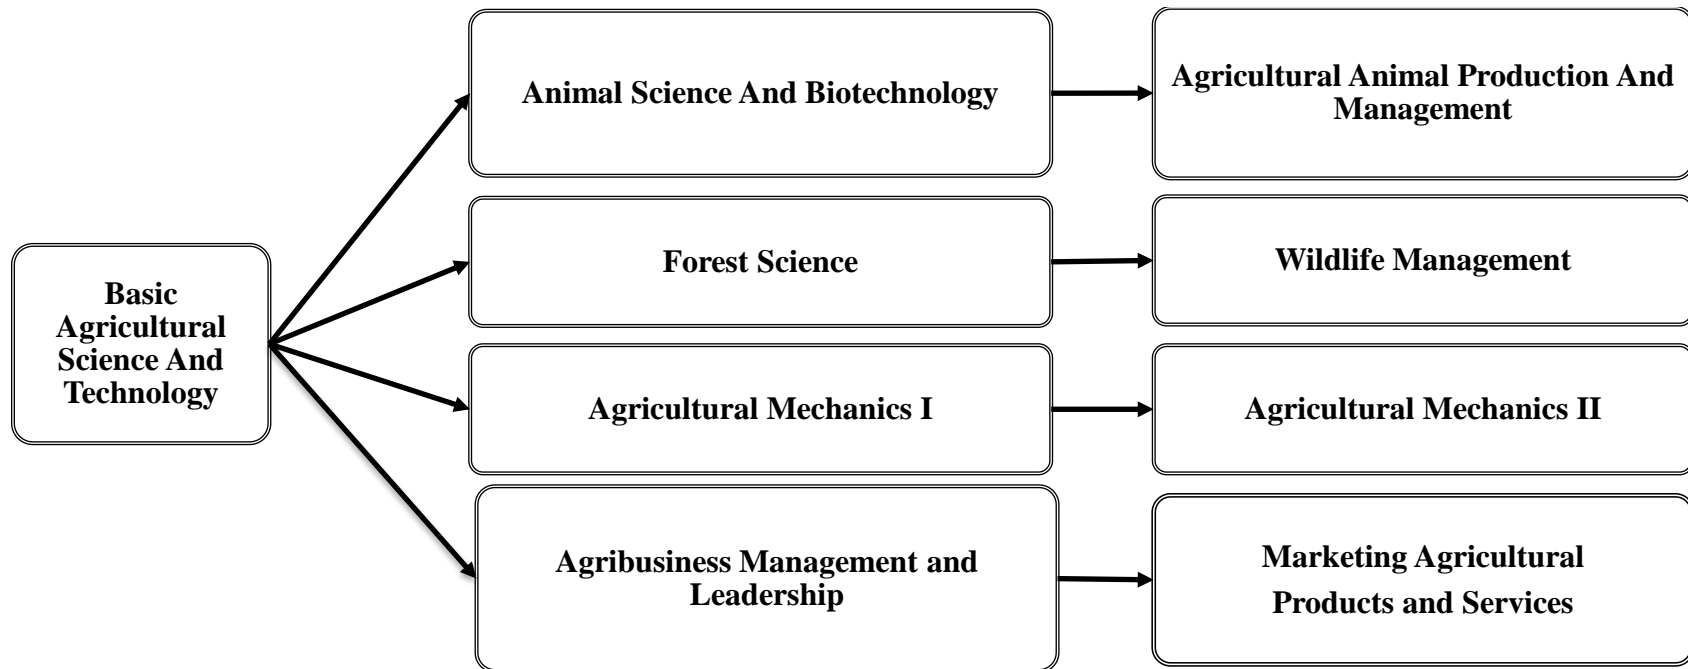 Basic
Agricultural
Science And
Technology
Animal Science And Biotechnology
Agricultural Animal Production And
Management
Forest Science
Wildlife Management
Agricultural Mechanics I
Agricultural Mechanics II
Agribusiness Management and
Leadership
Marketing Agricultural
Products and Services